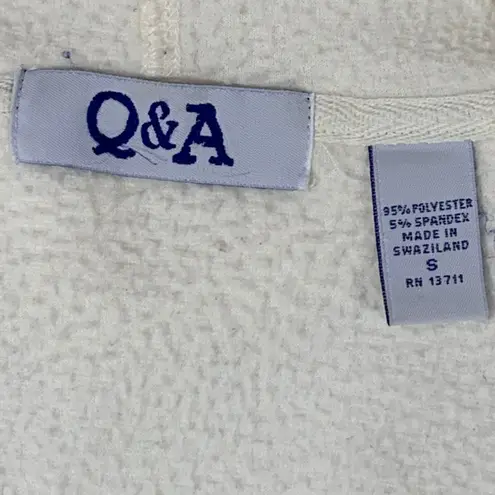 Q&A
95% POLYESTER
5% SPANDEX
MADE IN
SWAZILAND
S
RN 13711